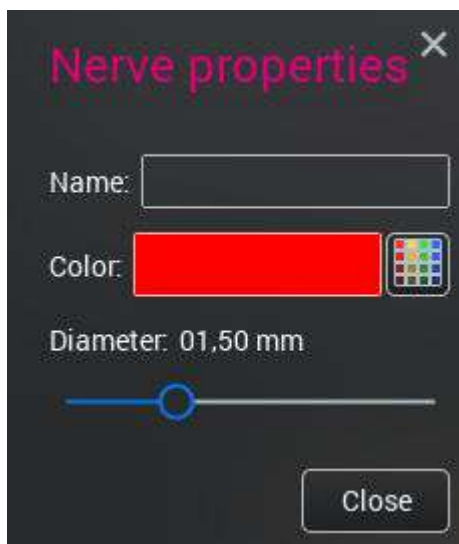 Nerve properties
Name:
Color:
Diameter: 01,50 mm
Close